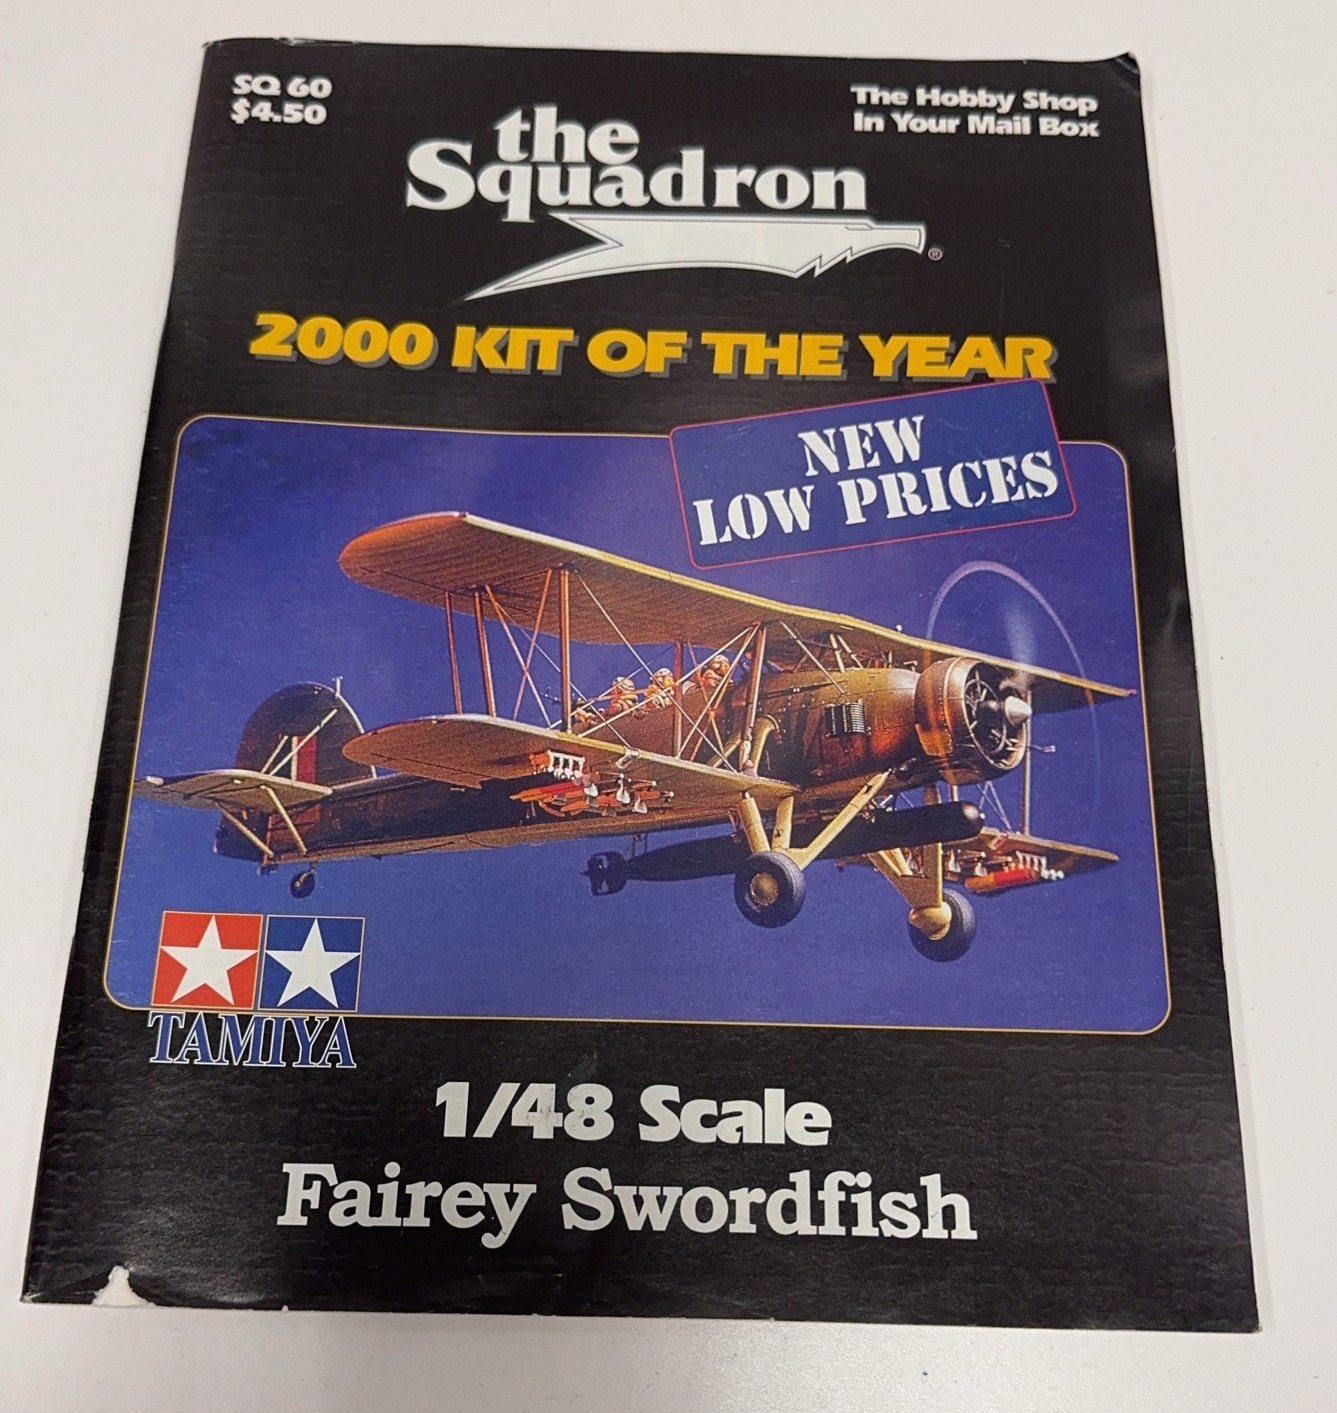 SQ 60
$4.50
The Hobby Shop
In Your Mail Box
the
Squadron
®
2000 KIT OF THE YEAR
NEW
LOW PRICES
TAMIYA
1/48 Scale
Fairey Swordfish